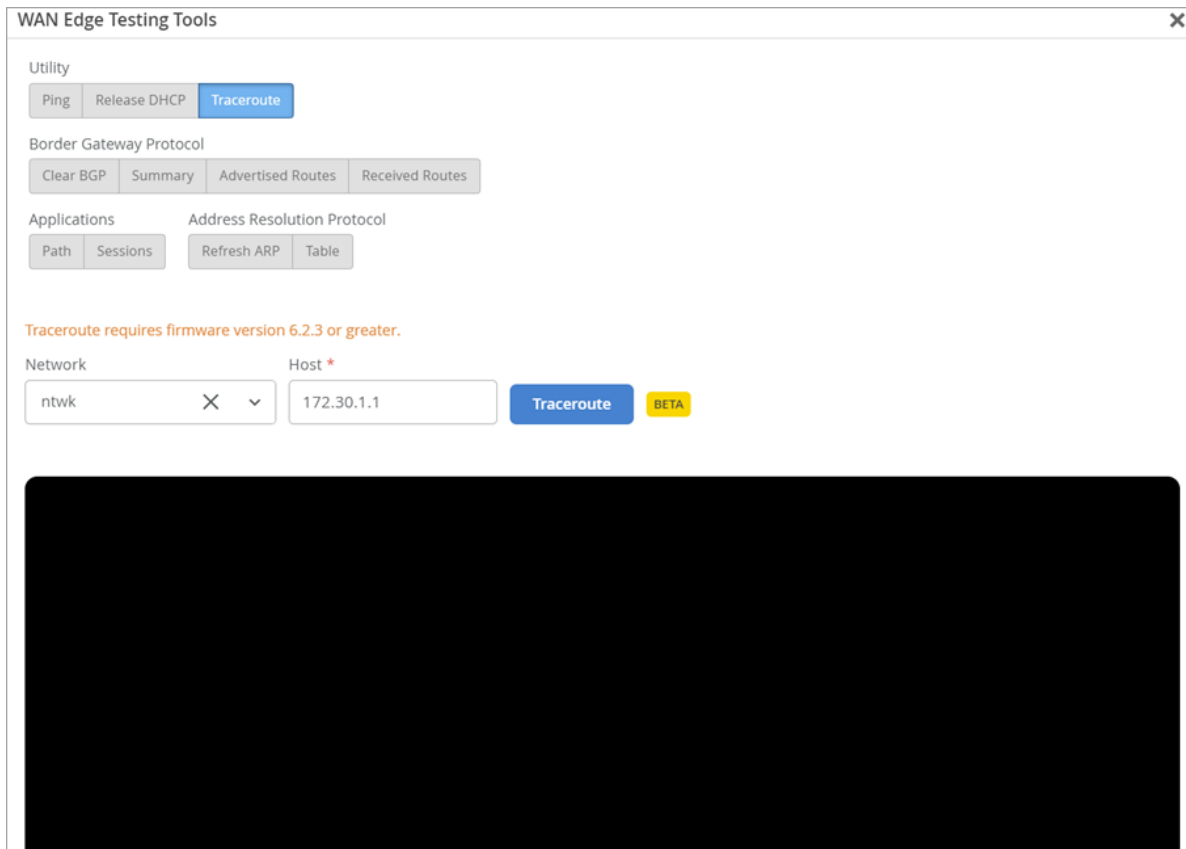 WAN Edge Testing Tools
Utility
Ping Release DHCP Traceroute
Border Gateway Protocol
Clear BGP Summary Advertised Routes Received Routes
Applications Address Resolution Protocol
Path Sessions Refresh ARP Table
Traceroute requires firmware version 6.2.3 or greater.
Network Host *
ntwk 172.30.1.1 Traceroute BETA